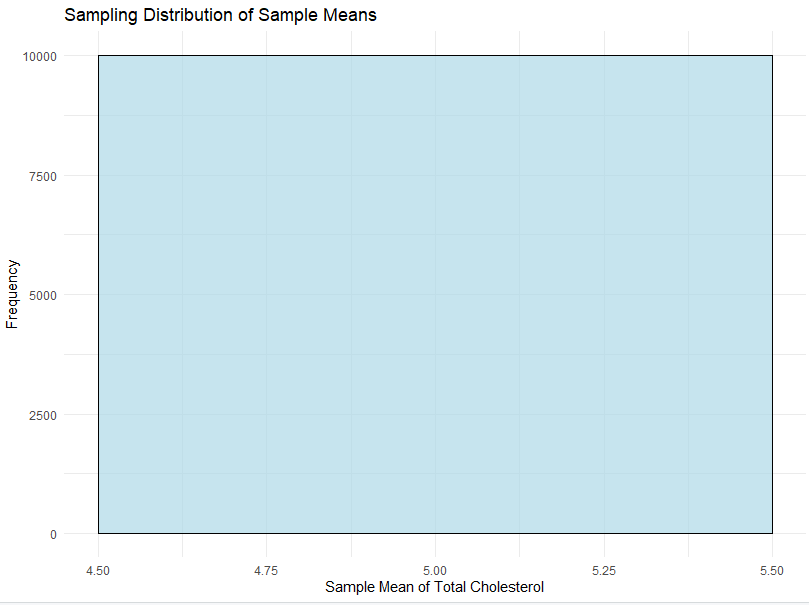 Sampling Distribution of Sample Means
10000
7500
5000
2500
0
Frequency
4.50 4.75 5.00 5.25 5.50
Sample Mean of Total Cholesterol